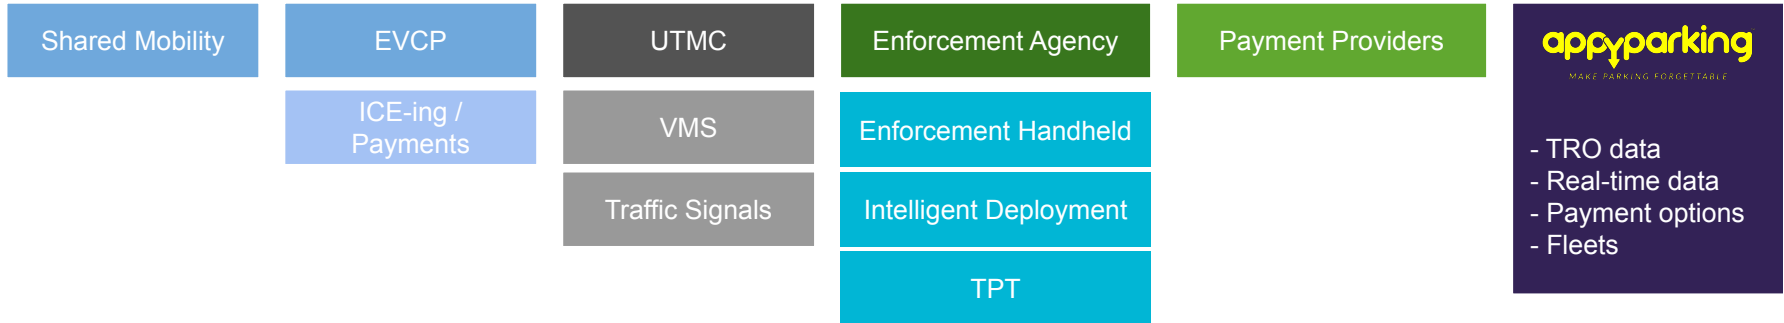 Shared Mobility
EVCP
ICE-ing /
Payments
UTMC
VMS
Traffic Signals
Enforcement Agency
Enforcement Handheld
Intelligent Deployment
TPT
Payment Providers
appyparking
MAKE PARKING FORGETTABLE
- TRO data
- Real-time data
- Payment options
- Fleets